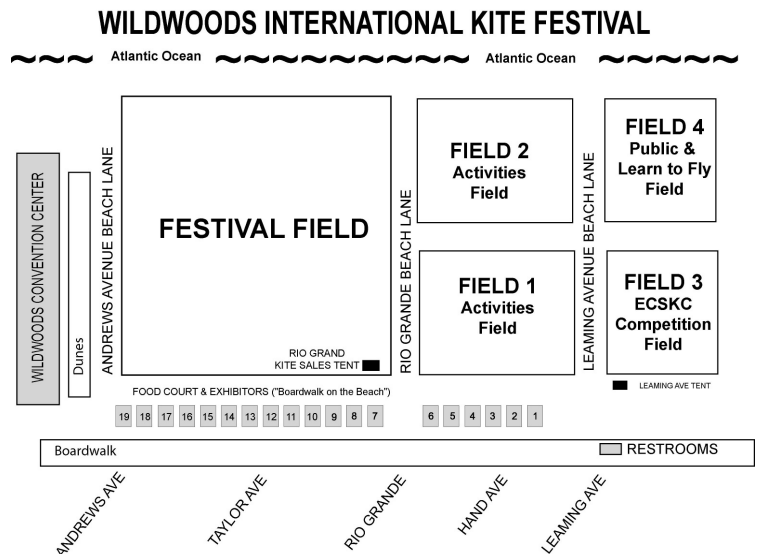 WILDWOODS INTERNATIONAL KITE FESTIVAL
Atlantic Ocean
Atlantic Ocean
WILDWOODS CONVENTION CENTER
Dunes
ANDREWS AVENUE BEACH LANE
FESTIVAL FIELD
RIO GRAND
KITE SALES TENT
RIO GRANDE BEACH LANE
FIELD 2
Activities
Field
FIELD 1
Activities
Field
LEAMING AVENUE BEACH LANE
FIELD 4
Public &
Learn to Fly
Field
FIELD 3
ECSKC
Competition
Field
LEAMING AVE TENT
FOOD COURT & EXHIBITORS ("Boardwalk on the Beach")
19 18 17 16 15 14 13 12 11 10 9 8 7 6 5 4 3 2 1
Boardwalk
RESTROOMS
ANDREWS AVE
TAYLOR AVE
RIO GRANDE
HAND AVE
LEAMING AVE